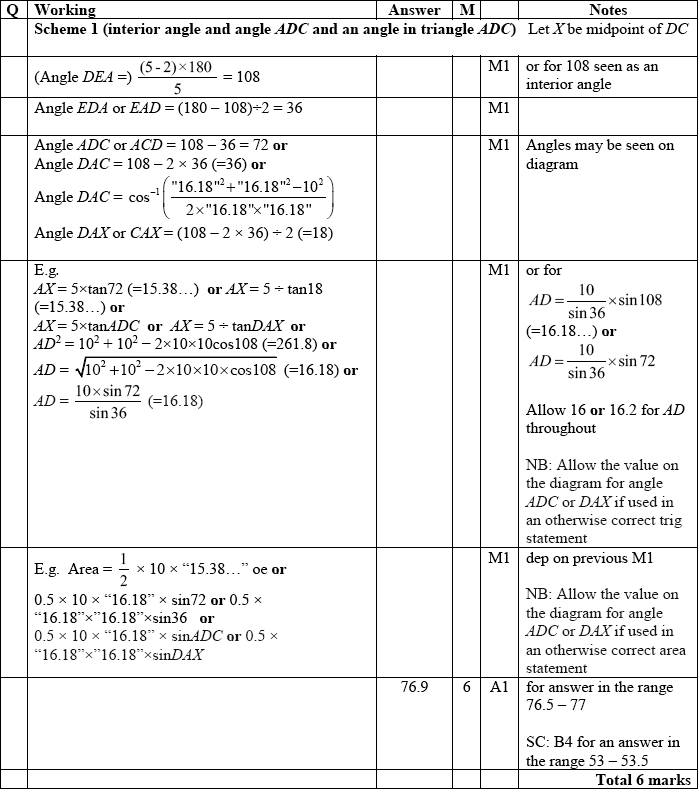 Q Working Answer M Notes
Scheme 1 (interior angle and angle ADC and an angle in triangle ADC) Let X be midpoint of DC
(Angle DEA =) (5 - 2)×180 / 5 = 108 M1 or for 108 seen as an
interior angle
Angle EDA or EAD = (180 – 108)÷2 = 36 M1
Angle ADC or ACD = 108 – 36 = 72 or M1 Angles may be seen on
Angle DAC = 108 – 2 × 36 (=36) or diagram
Angle DAC = cos⁻¹("16.18"²+"16.18"²–10² / 2×"16.18"×"16.18")
Angle DAX or CAX = (108 – 2 × 36) ÷ 2 (=18)
E.g. M1 or for
AX = 5×tan72 (=15.38…) or AX = 5 ÷ tan18
(=15.38…) or
AX = 5×tanADC or AX = 5 ÷ tanDAX or
AD² = 10² + 10² – 2×10×10cos108 (=261.8) or
AD = √(10² +10² –2×10×10×cos108) (=16.18) or
AD = 10×sin 72 / sin 36 (=16.18)
AD = 10 / sin 36 ×sin108
(=16.18…) or
AD = 10 / sin 36 ×sin 72
Allow 16 or 16.2 for AD
throughout
NB: Allow the value on
the diagram for angle
ADC or DAX if used in
an otherwise correct trig
statement
E.g. Area = 1/2 × 10 × “15.38…” oe or M1 dep on previous M1
0.5 × 10 × “16.18” × sin72 or 0.5 ×
“16.18”×”16.18”×sin36 or
0.5 × 10 × “16.18” × sinADC or 0.5 ×
“16.18”×”16.18”×sinDAX
NB: Allow the value on
the diagram for angle
ADC or DAX if used in
an otherwise correct area
statement
76.9 6 A1 for answer in the range
76.5 – 77
SC: B4 for an answer in
the range 53 – 53.5
Total 6 marks